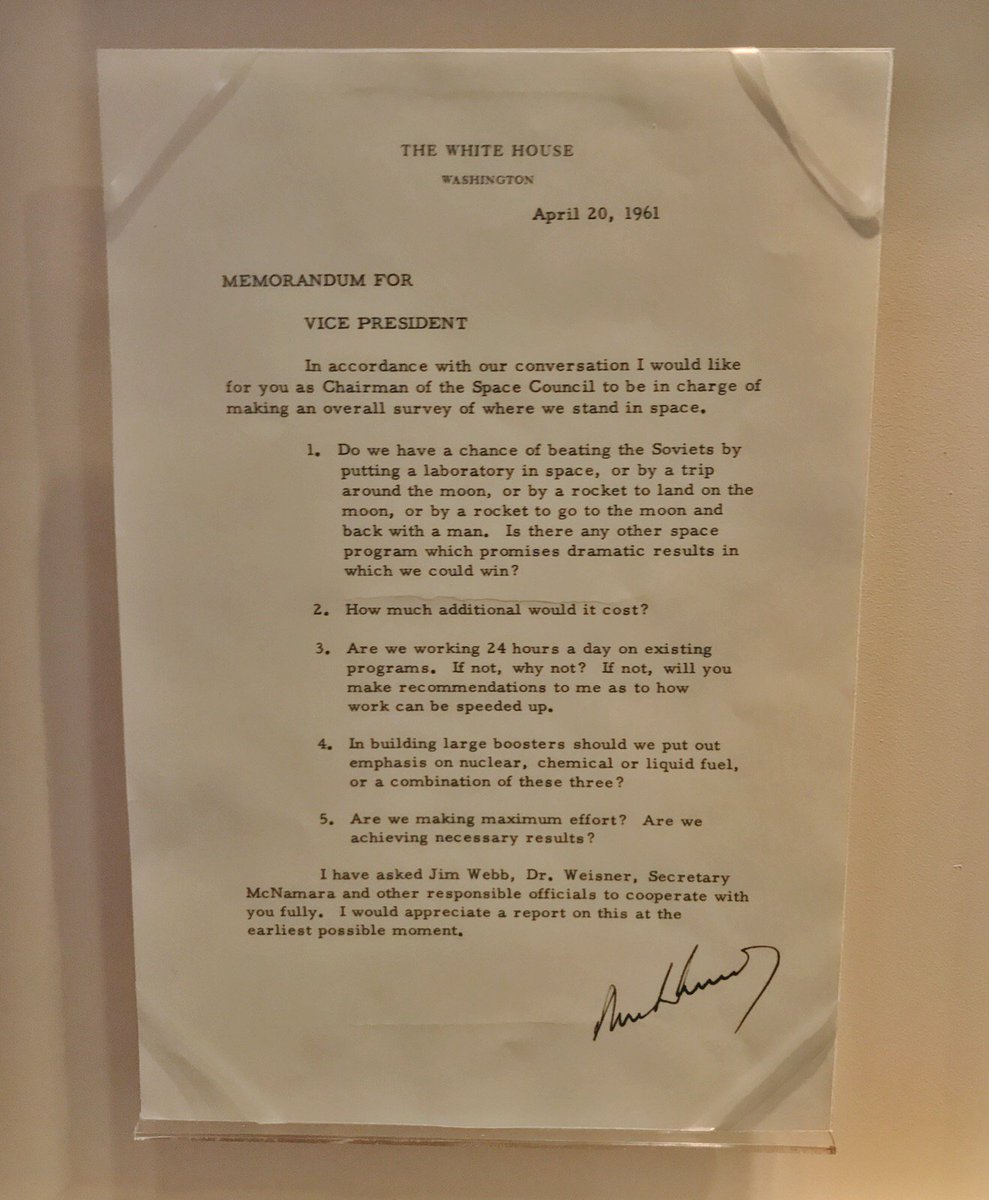 THE WHITE HOUSE
WASHINGTON
April 20, 1961
MEMORANDUM FOR
VICE PRESIDENT
In accordance with our conversation I would like
for you as Chairman of the Space Council to be in charge of
making an overall survey of where we stand in space.
1. Do we have a chance of beating the Soviets by
putting a laboratory in space, or by a trip
around the moon, or by a rocket to land on the
moon, or by a rocket to go to the moon and
back with a man. Is there any other space
program which promises dramatic results in
which we could win?
2. How much additional would it cost?
3. Are we working 24 hours a day on existing
programs. If not, why not? If not, will you
make recommendations to me as to how
work can be speeded up.
4. In building large boosters should we put out
emphasis on nuclear, chemical or liquid fuel,
or a combination of these three?
5. Are we making maximum effort? Are we
achieving necessary results?
I have asked Jim Webb, Dr. Weisner, Secretary
McNamara and other responsible officials to cooperate with
you fully. I would appreciate a report on this at the
earliest possible moment.